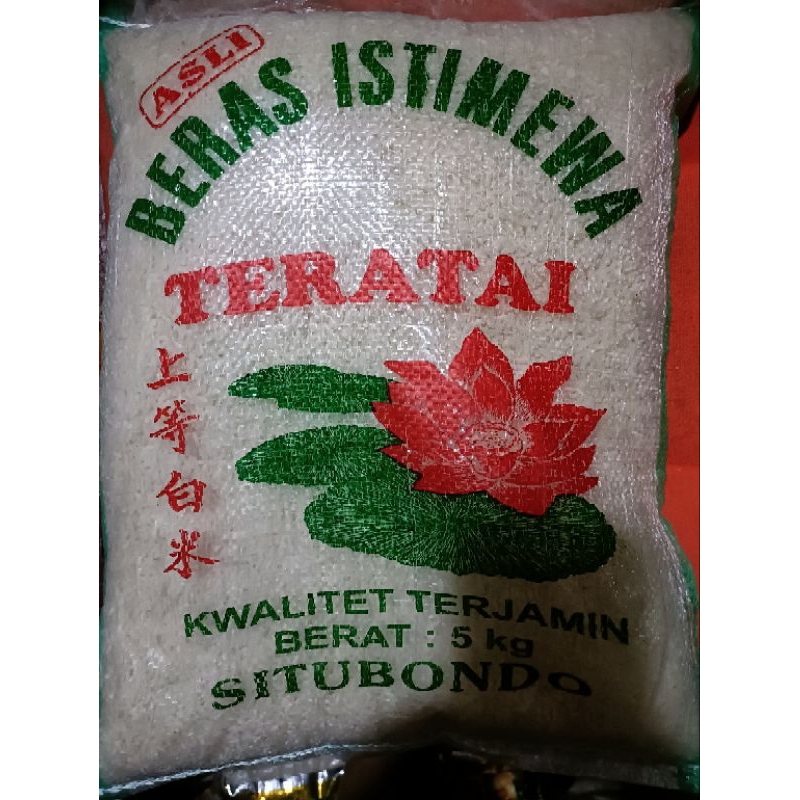 ASLI
BERAS ISTIMEWA
TERATAI
上等白米
KWALITET TERJAMIN
BERAT : 5 kg
SITUBONDO